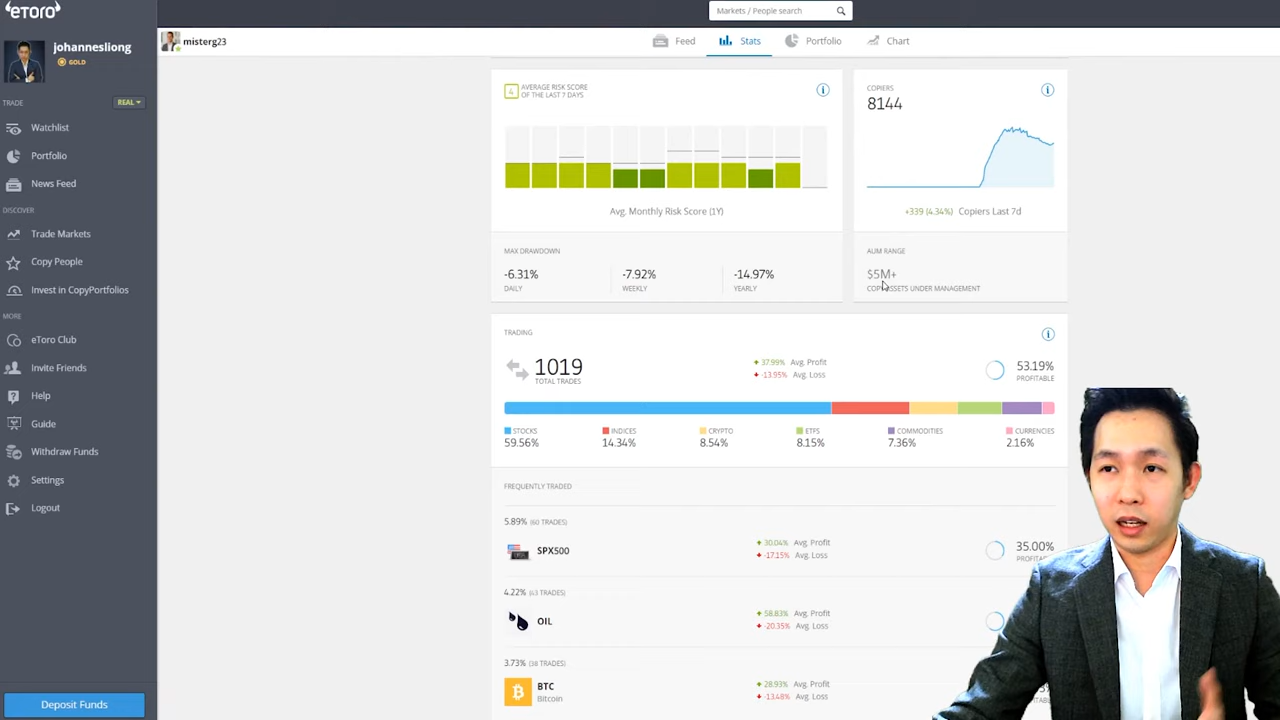 eToro
johannesliong
GOLD
TRADE
REAL
Watchlist
Portfolio
News Feed
DISCOVER
Trade Markets
Copy People
Invest in CopyPortfolios
MORE
eToro Club
Invite Friends
Help
Guide
Withdraw Funds
Settings
Logout
Deposit Funds
Markets / People search
misterg23
Feed
Stats
Portfolio
Chart
4
AVERAGE RISK SCORE
OF THE LAST 7 DAYS
Avg. Monthly Risk Score (1Y)
MAX DRAWDOWN
-6.31%
-7.92%
-14.97%
DAILY
WEEKLY
YEARLY
COPIERS
8144
+339 (4.34%) Copiers Last 7d
AUM RANGE
$5M+
COPY ASSETS UNDER MANAGEMENT
TRADING
1019
TOTAL TRADES
37.99% Avg. Profit
-13.95% Avg. Loss
53.19%
PROFITABLE
STOCKS
INDICES
CRYPTO
ETFS
COMMODITIES
CURRENCIES
59.56%
14.34%
8.54%
8.15%
7.36%
2.16%
FREQUENTLY TRADED
5.89% (60 TRADES)
SPX500
30.04% Avg. Profit
-17.15% Avg. Loss
35.00%
4.22% (43 TRADES)
OIL
58.83% Avg. Profit
-20.35% Avg. Loss
3.73% (38 TRADES)
BTC
Bitcoin
28.93% Avg. Profit
-13.48% Avg. Loss